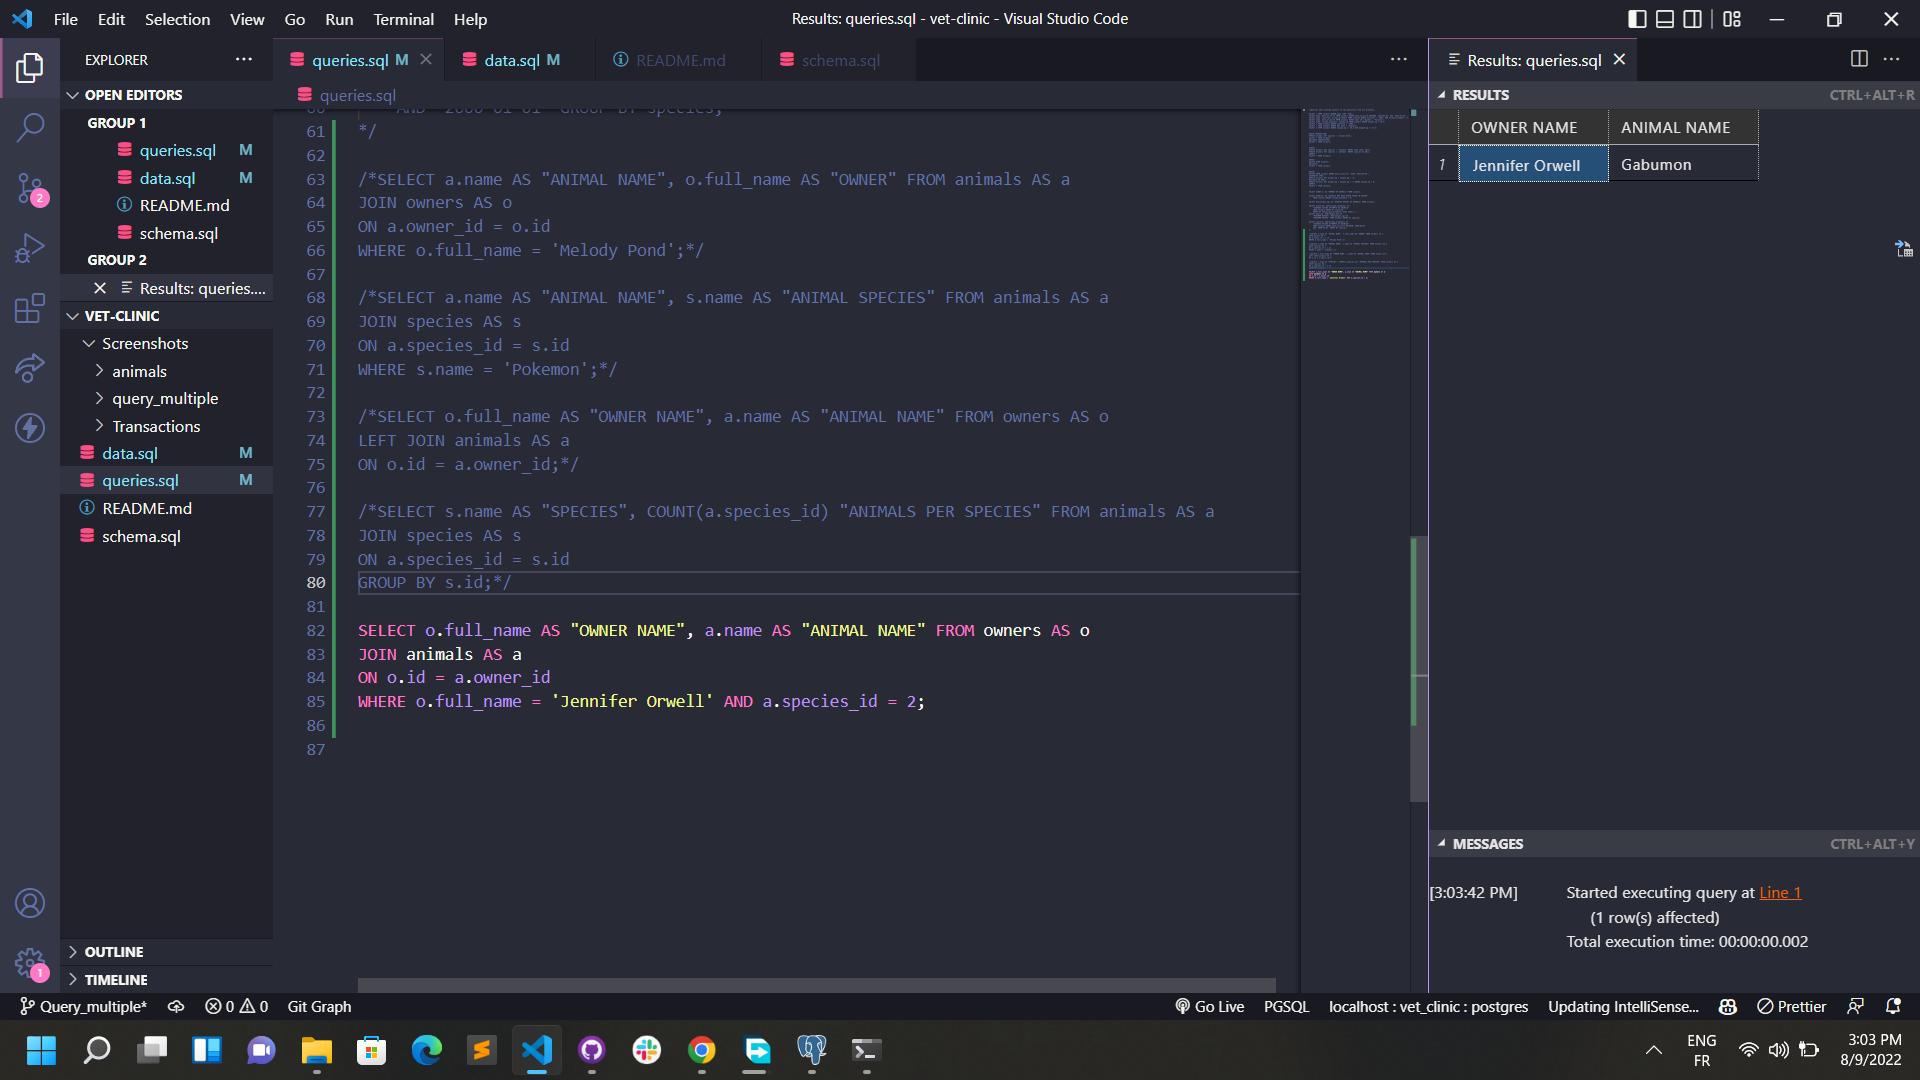 File Edit Selection View Go Run Terminal Help
Results: queries.sql - vet-clinic - Visual Studio Code
EXPLORER
OPEN EDITORS
GROUP 1
queries.sql M
data.sql M
README.md
schema.sql
GROUP 2
Results: queries....
VET-CLINIC
Screenshots
animals
query_multiple
Transactions
data.sql M
queries.sql M
README.md
schema.sql
OUTLINE
TIMELINE
2
1
queries.sql M
data.sql M
README.md
schema.sql
queries.sql
61 */
62
63 /*SELECT a.name AS "ANIMAL NAME", o.full_name AS "OWNER" FROM animals AS a
64 JOIN owners AS o
65 ON a.owner_id = o.id
66 WHERE o.full_name = 'Melody Pond';*/
67
68 /*SELECT a.name AS "ANIMAL NAME", s.name AS "ANIMAL SPECIES" FROM animals AS a
69 JOIN species AS s
70 ON a.species_id = s.id
71 WHERE s.name = 'Pokemon';*/
72
73 /*SELECT o.full_name AS "OWNER NAME", a.name AS "ANIMAL NAME" FROM owners AS o
74 LEFT JOIN animals AS a
75 ON o.id = a.owner_id;*/
76
77 /*SELECT s.name AS "SPECIES", COUNT(a.species_id) "ANIMALS PER SPECIES" FROM animals AS a
78 JOIN species AS s
79 ON a.species_id = s.id
80 GROUP BY s.id;*/
81
82 SELECT o.full_name AS "OWNER NAME", a.name AS "ANIMAL NAME" FROM owners AS o
83 JOIN animals AS a
84 ON o.id = a.owner_id
85 WHERE o.full_name = 'Jennifer Orwell' AND a.species_id = 2;
86
87
Results: queries.sql
RESULTS CTRL+ALT+R
OWNER NAME ANIMAL NAME
1 Jennifer Orwell Gabumon
MESSAGES CTRL+ALT+Y
[3:03:42 PM] Started executing query at Line 1
(1 row(s) affected)
Total execution time: 00:00:00.002
Query_multiple* 0 0 Git Graph
Go Live PGSQL localhost : vet_clinic : postgres Updating IntelliSense... Prettier
ENG
FR
3:03 PM
8/9/2022